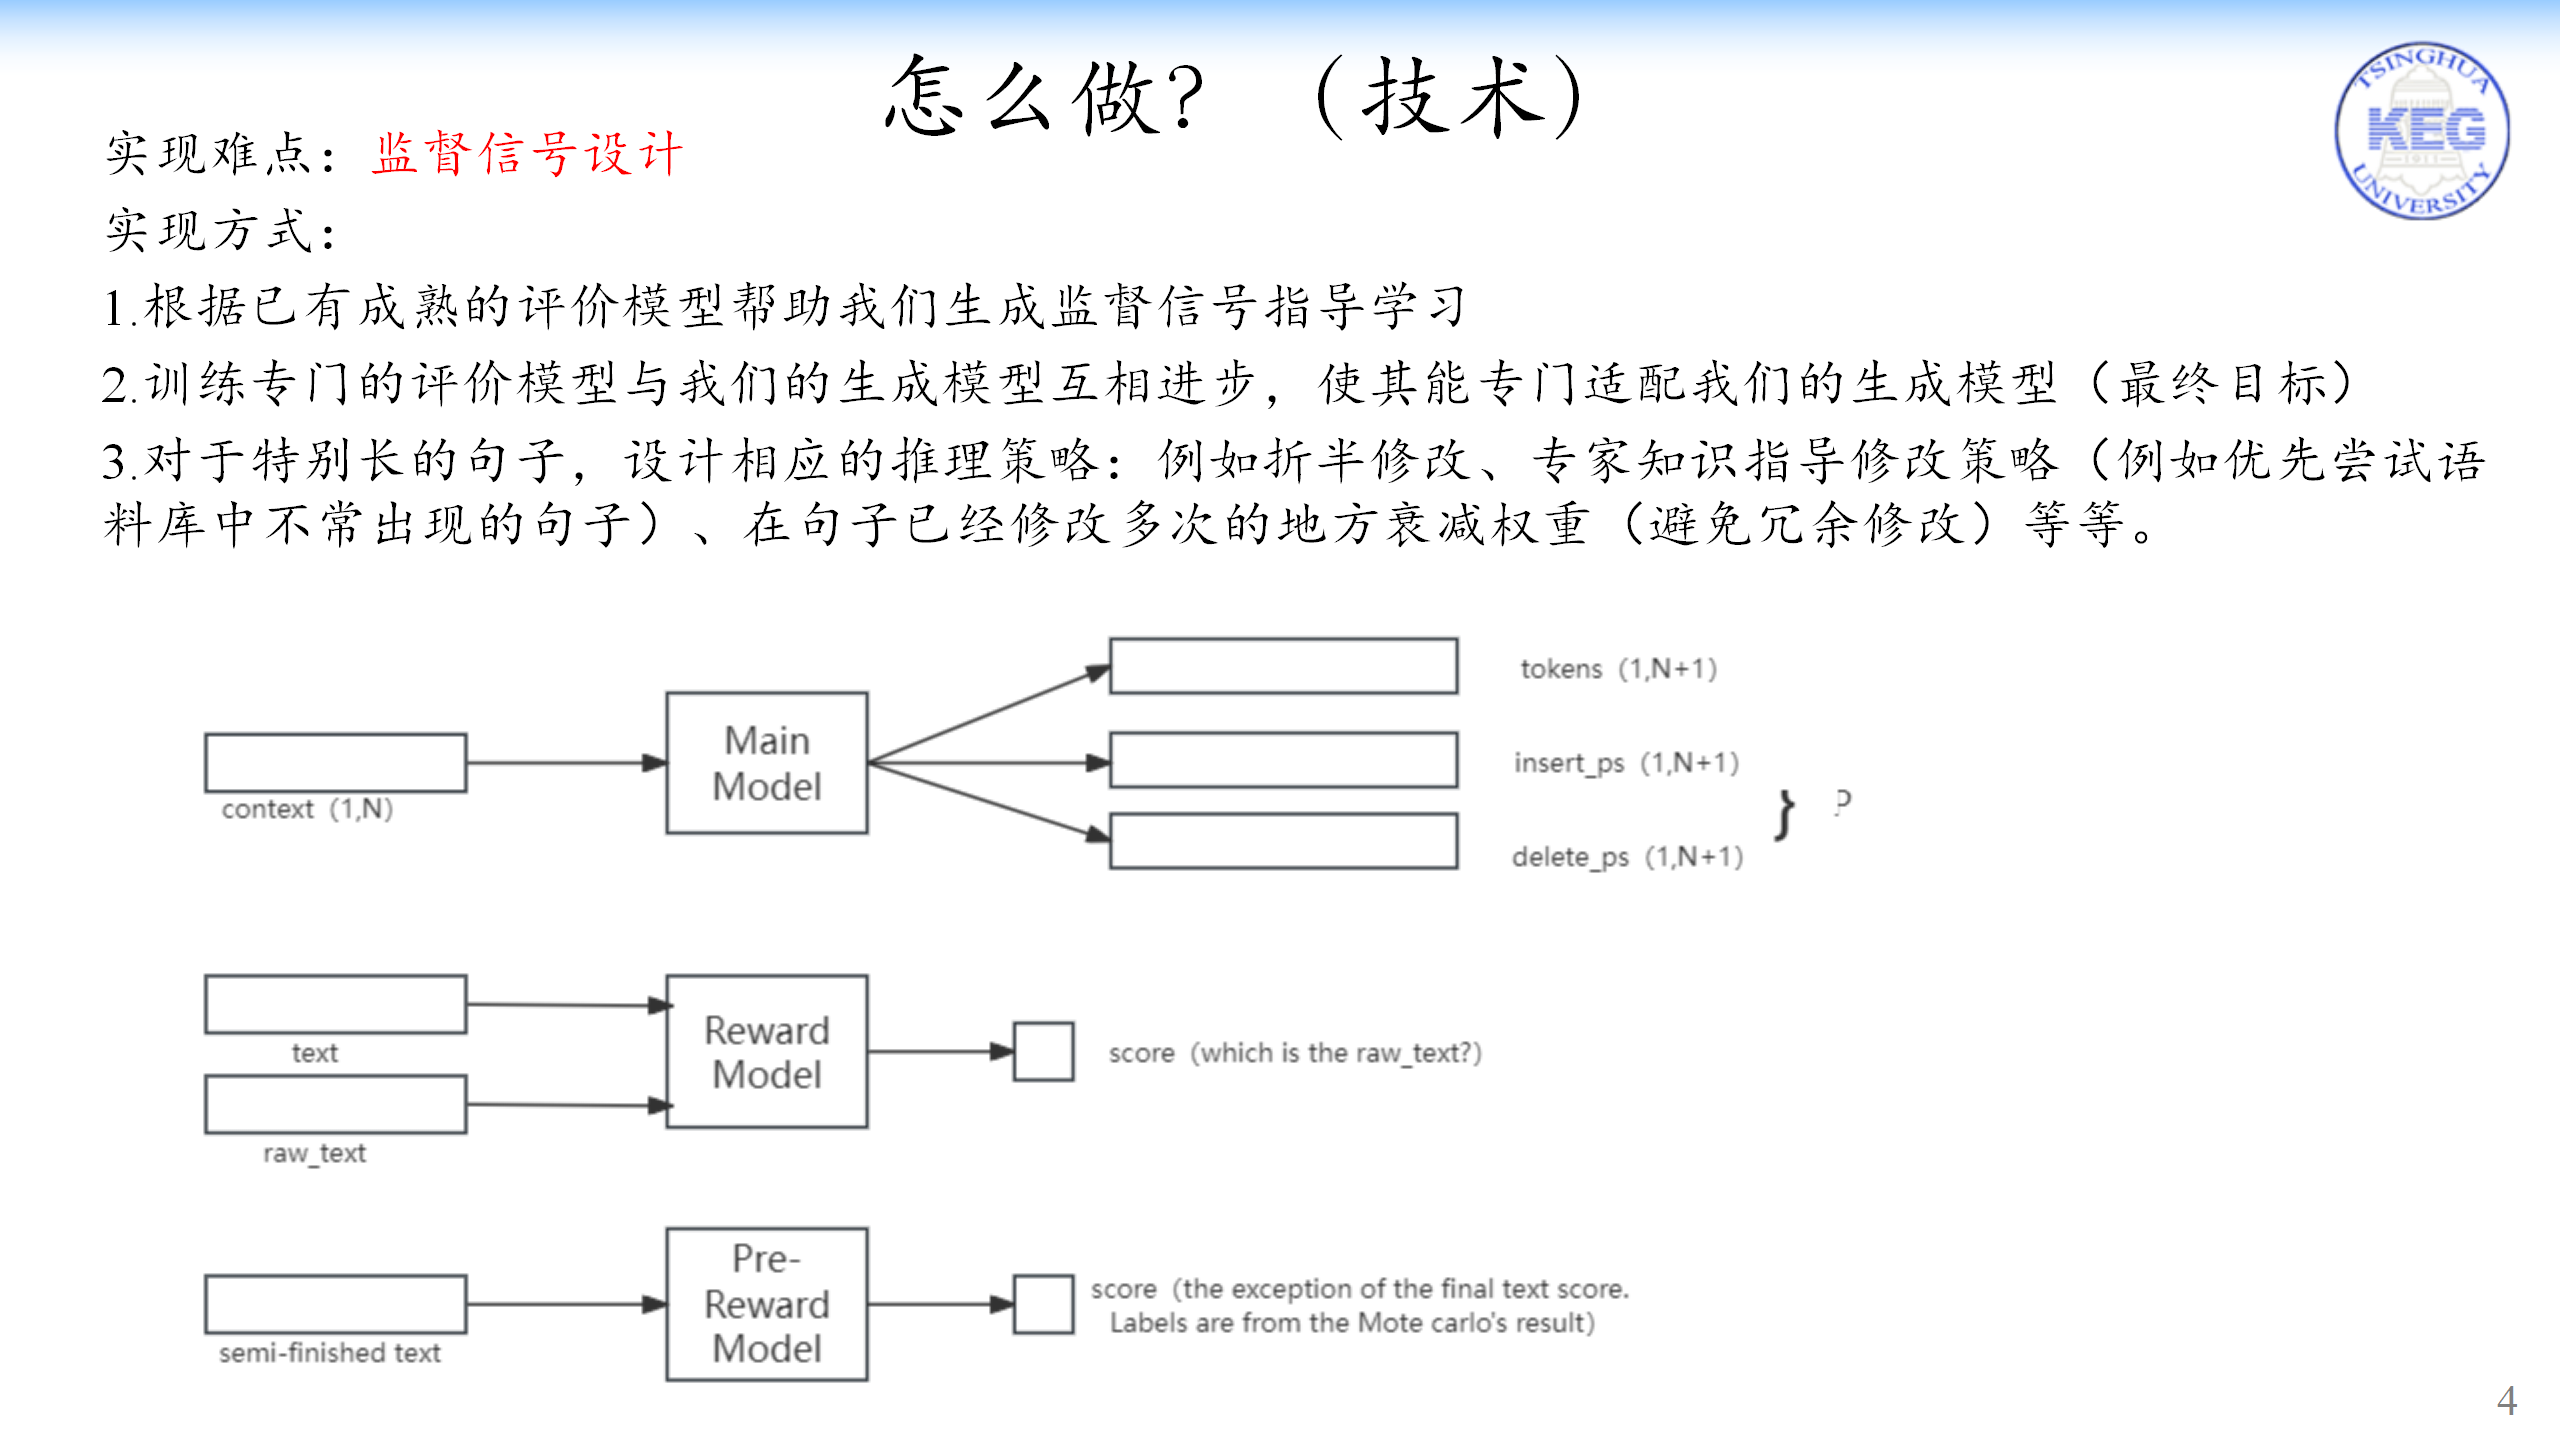 怎么做？（技术）
TSINGHUA
KEG
1911
UNIVERSITY
实现难点：监督信号设计
实现方式：
1.根据已有成熟的评价模型帮助我们生成监督信号指导学习
2.训练专门的评价模型与我们的生成模型互相进步，使其能专门适配我们的生成模型（最终目标）
3.对于特别长的句子，设计相应的推理策略：例如折半修改、专家知识指导修改策略（例如优先尝试语
料库中不常出现的句子）、在句子已经修改多次的地方衰减权重（避免冗余修改）等等。
context (1,N)
Main
Model
tokens (1,N+1)
insert_ps (1,N+1)
delete_ps (1,N+1)
} P
text
raw_text
Reward
Model
score (which is the raw_text?)
semi-finished text
Pre-
Reward
Model
score (the exception of the final text score.
Labels are from the Mote carlo's result)
4